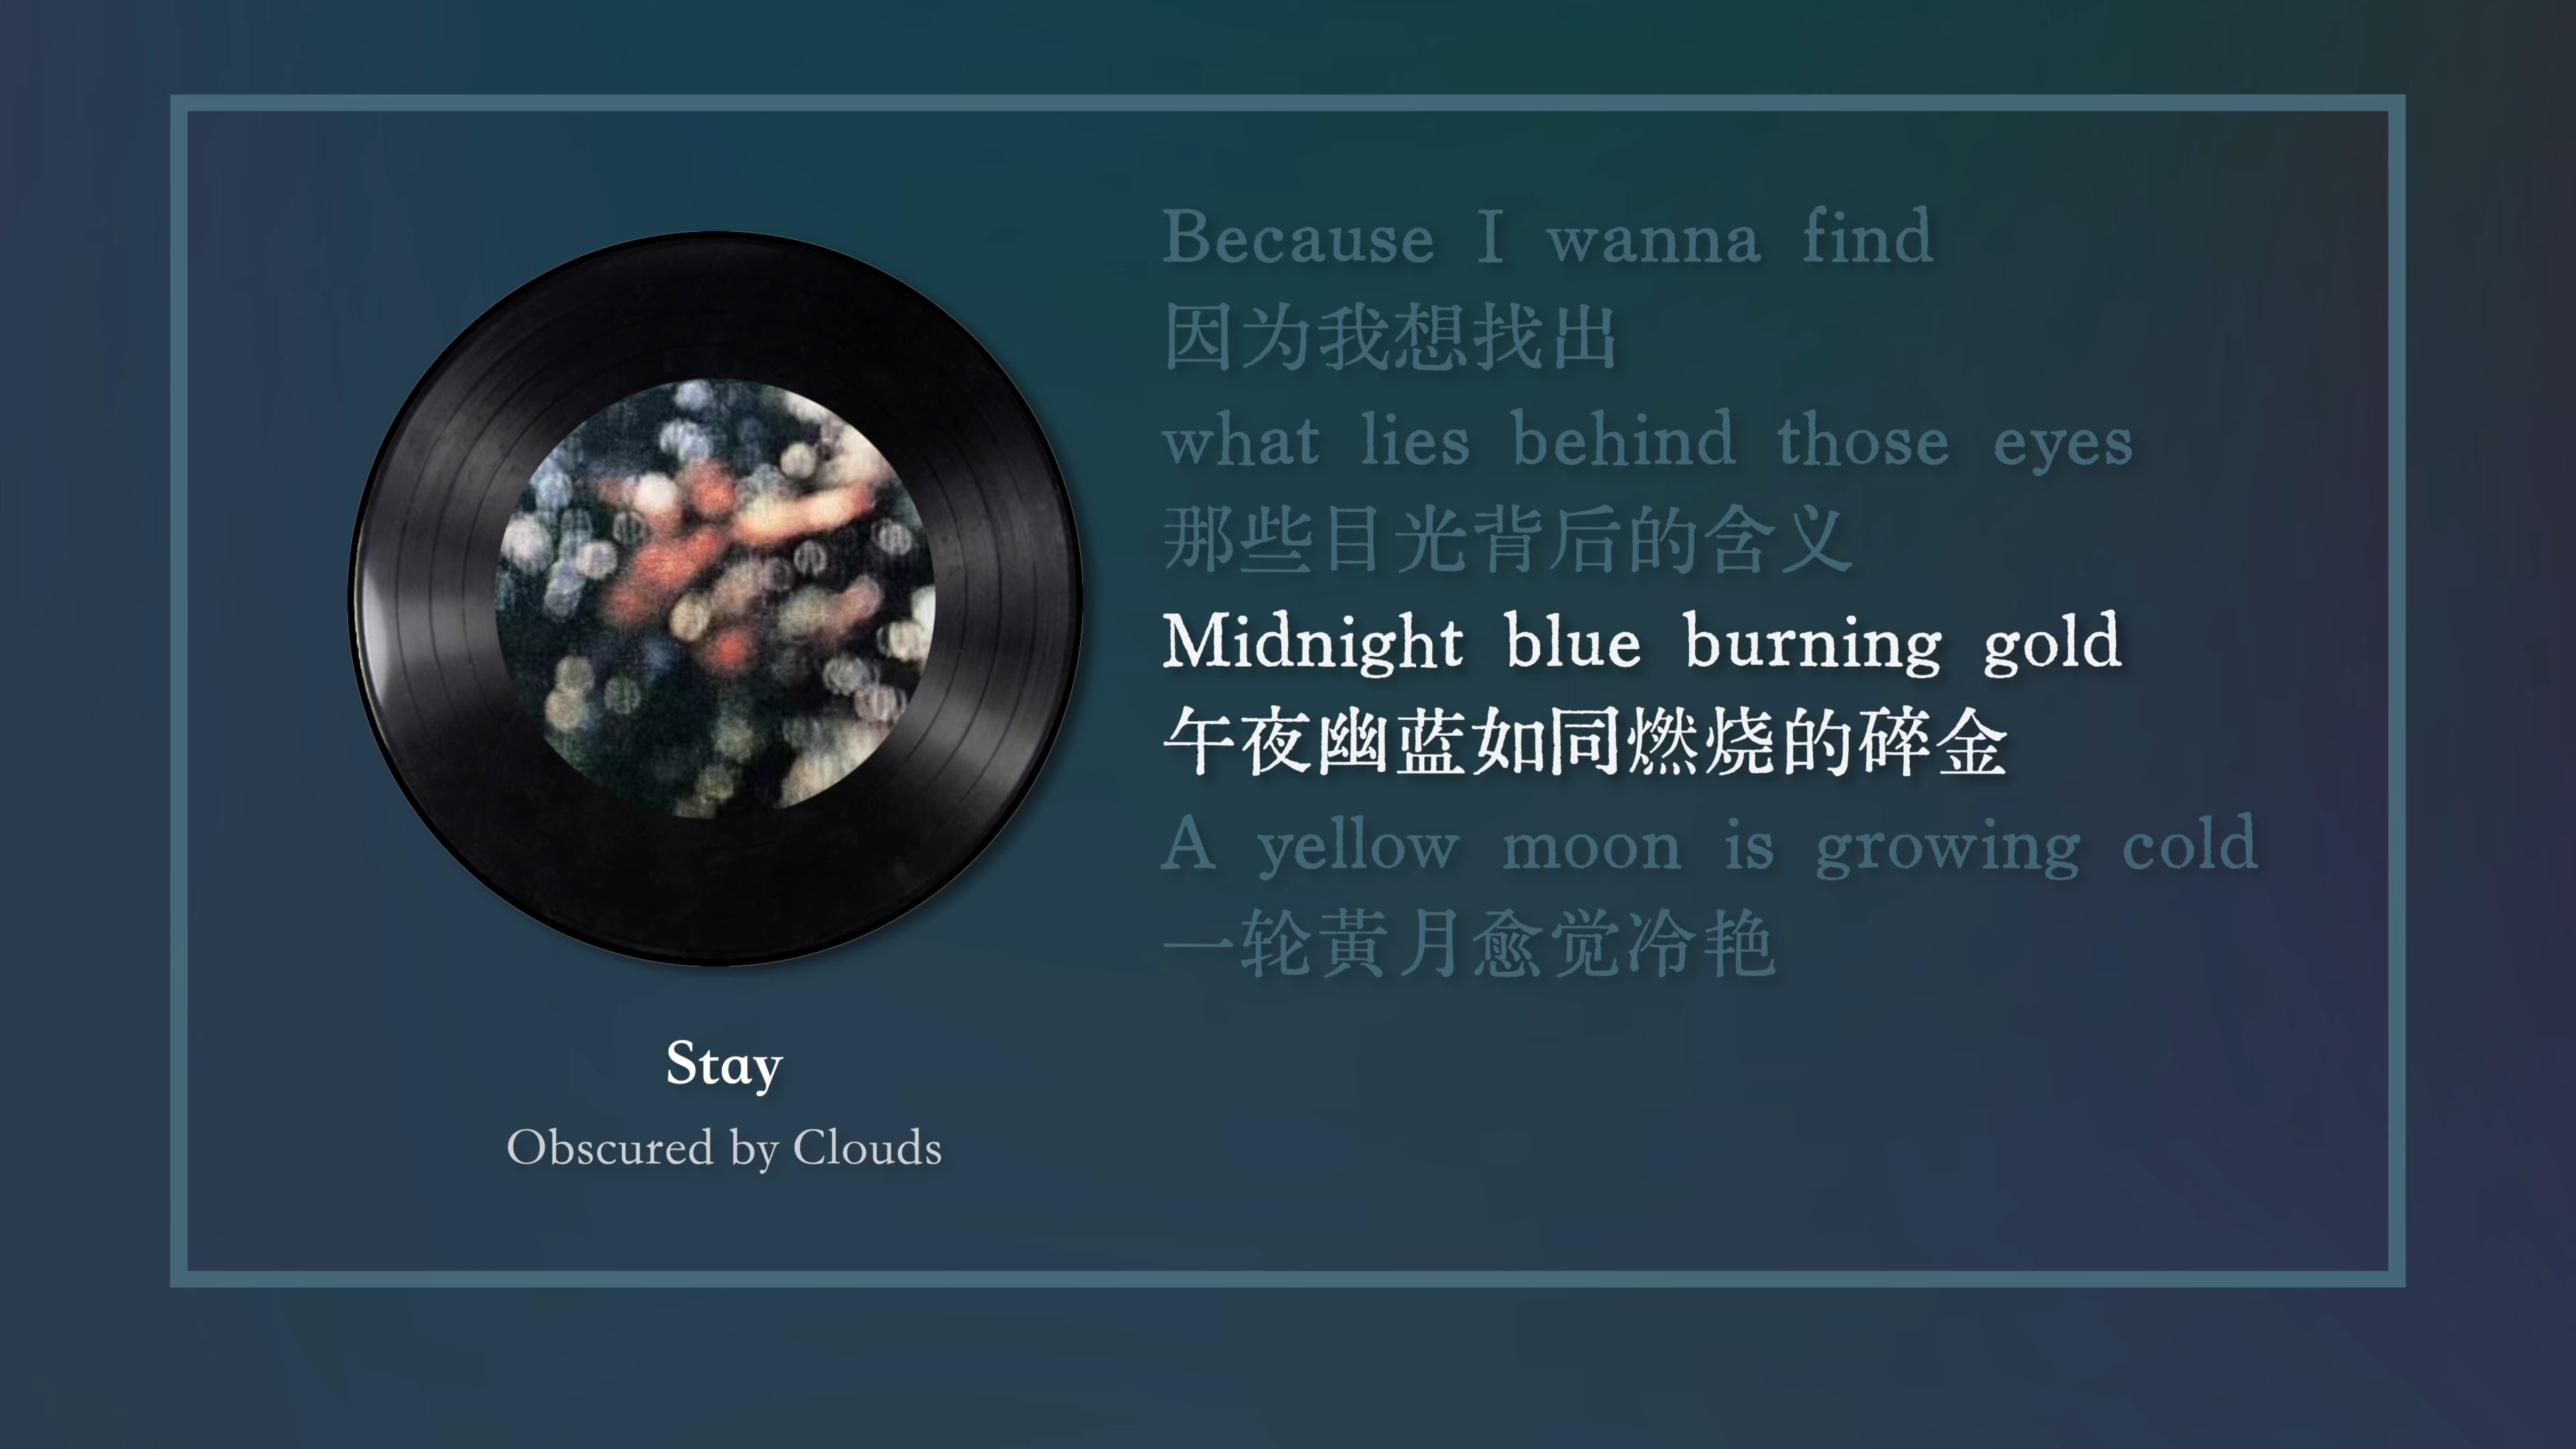 Because I wanna find
因为我想找出
what lies behind those eyes
那些目光背后的含义
Midnight blue burning gold
午夜幽蓝如同燃烧的碎金
A yellow moon is growing cold
一轮黄月愈觉冷艳
Stay
Obscured by Clouds